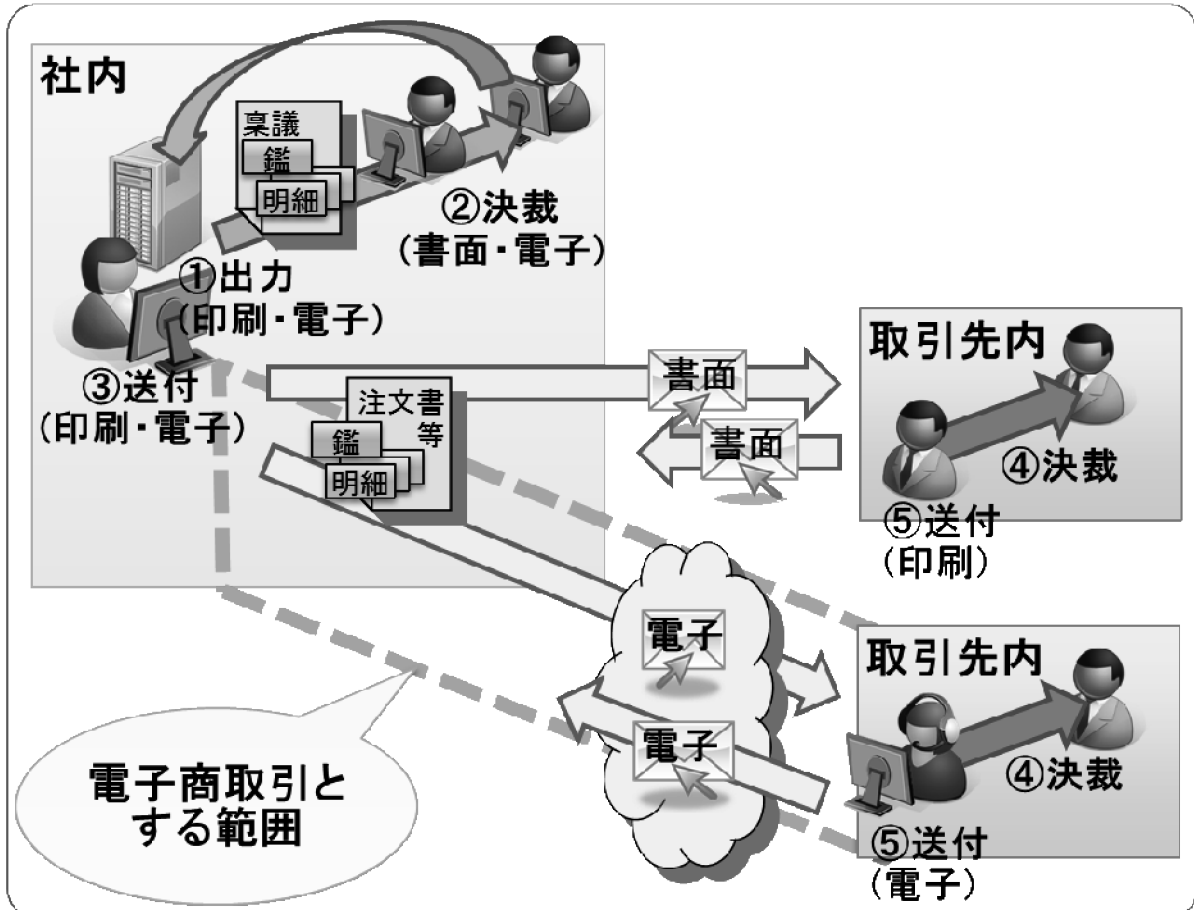 社内
稟議
鑑
明細
②決裁
(書面・電子)
①出力
(印刷・電子)
③送付
(印刷・電子)
注文書
等
鑑
明細
書面
書面
取引先内
④決裁
⑤送付
(印刷)
電子
電子
取引先内
④決裁
⑤送付
(電子)
電子商取引と
する範囲